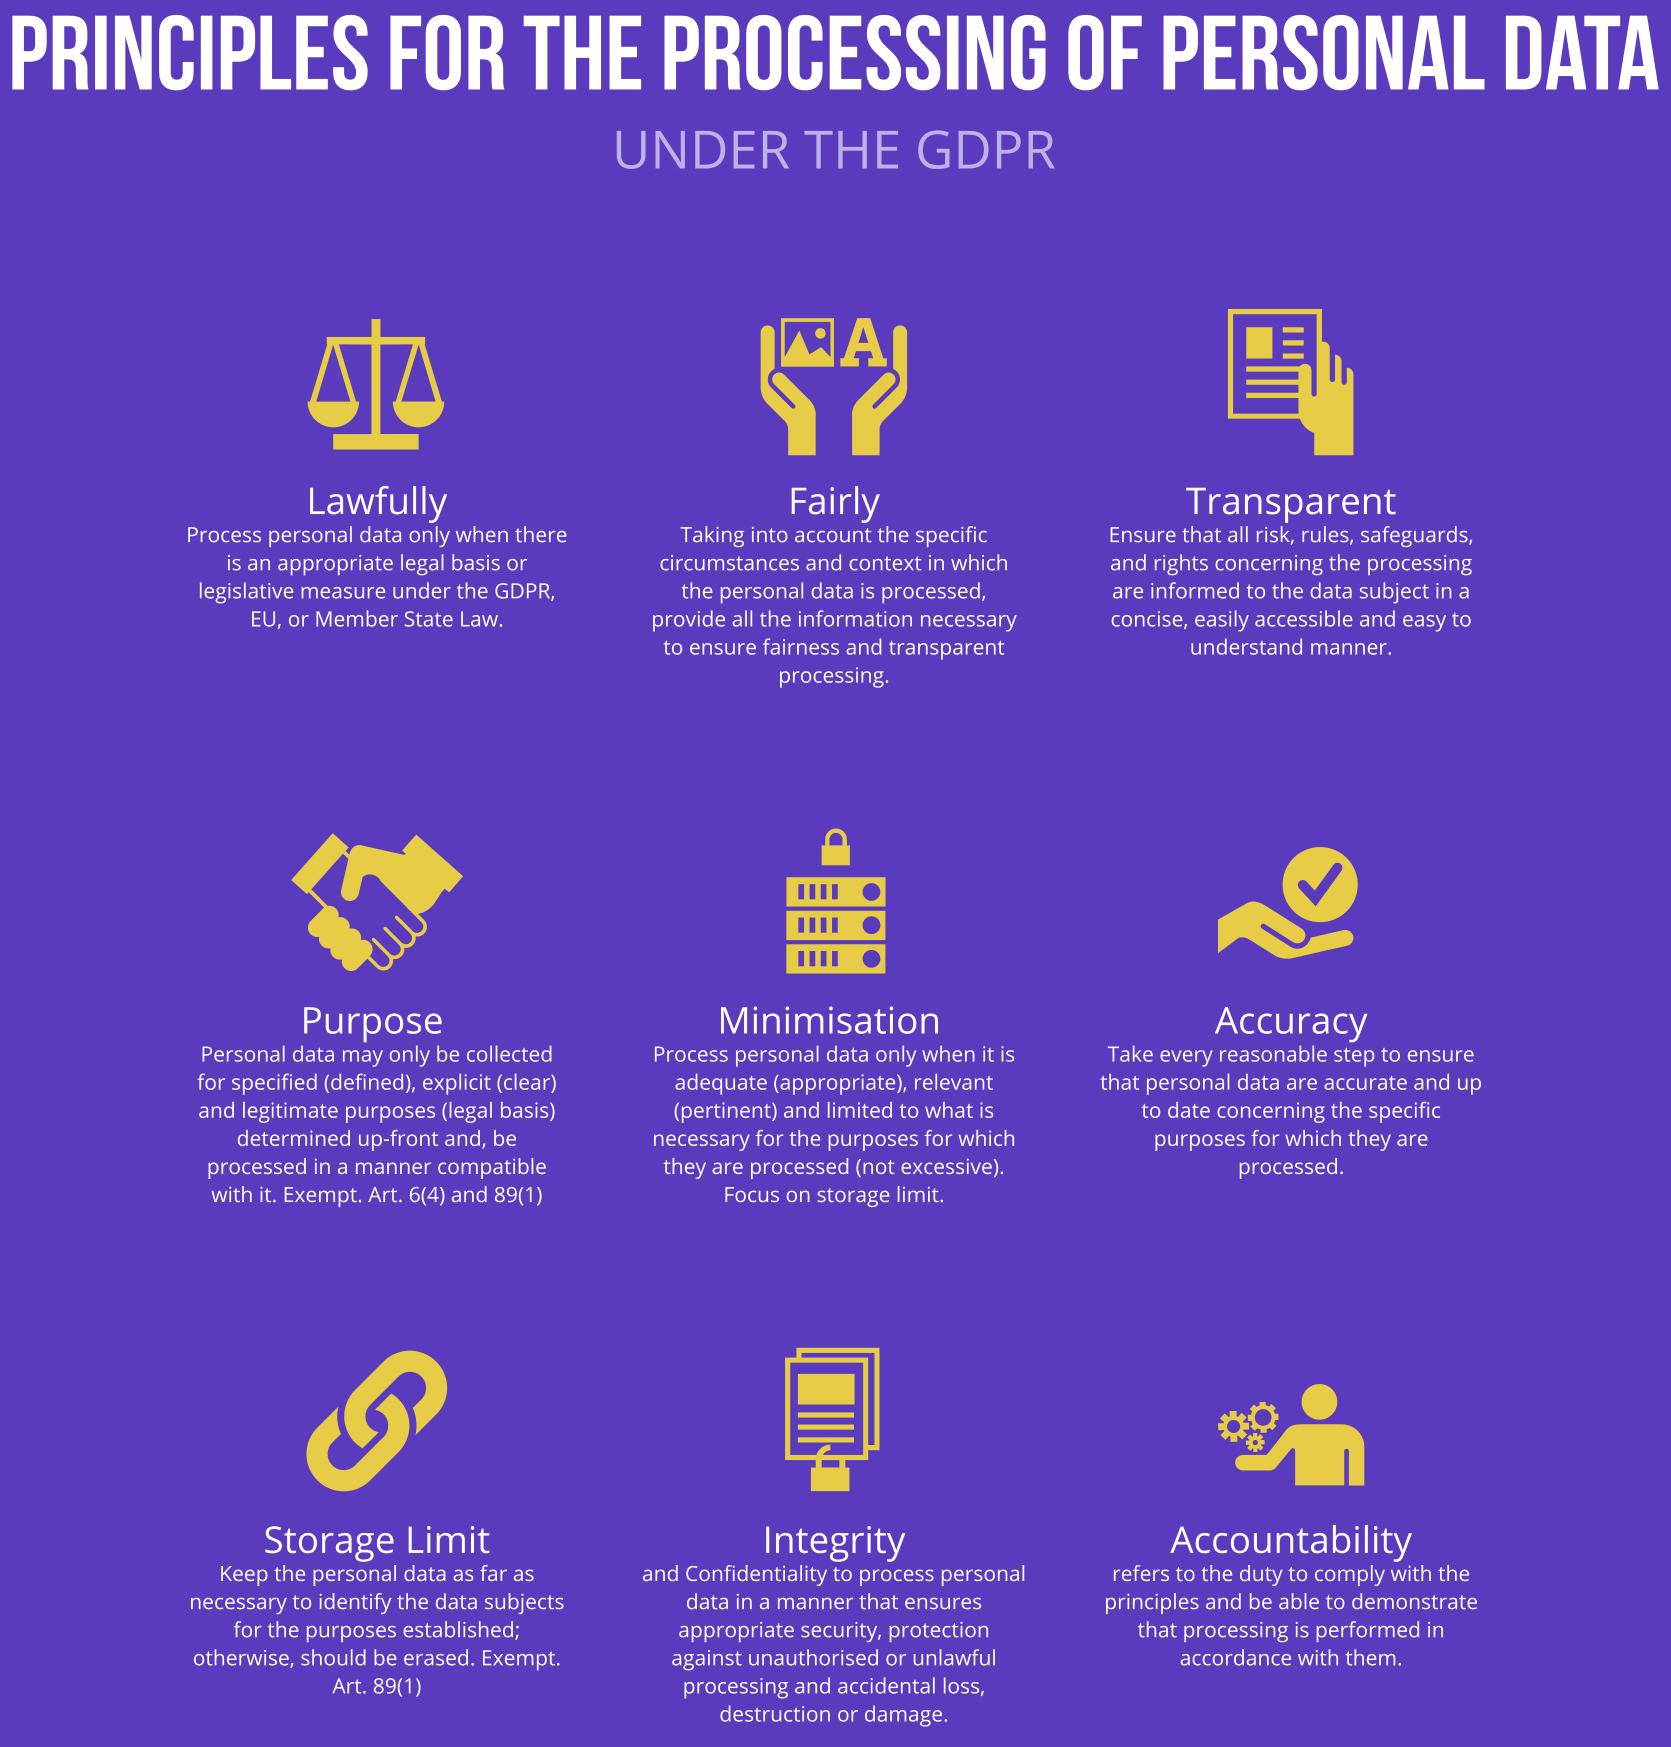 PRINCIPLES FOR THE PROCESSING OF PERSONAL DATA
UNDER THE GDPR
A
Lawfully
Process personal data only when there
is an appropriate legal basis or
legislative measure under the GDPR,
EU, or Member State Law.
Fairly
Taking into account the specific
circumstances and context in which
the personal data is processed,
provide all the information necessary
to ensure fairness and transparent
processing.
Transparent
Ensure that all risk, rules, safeguards,
and rights concerning the processing
are informed to the data subject in a
concise, easily accessible and easy to
understand manner.
Purpose
Personal data may only be collected
for specified (defined), explicit (clear)
and legitimate purposes (legal basis)
determined up-front and, be
processed in a manner compatible
with it. Exempt. Art. 6(4) and 89(1)
Minimisation
Process personal data only when it is
adequate (appropriate), relevant
(pertinent) and limited to what is
necessary for the purposes for which
they are processed (not excessive).
Focus on storage limit.
Accuracy
Take every reasonable step to ensure
that personal data are accurate and up
to date concerning the specific
purposes for which they are
processed.
Storage Limit
Keep the personal data as far as
necessary to identify the data subjects
for the purposes established;
otherwise, should be erased. Exempt.
Art. 89(1)
Integrity
and Confidentiality to process personal
data in a manner that ensures
appropriate security, protection
against unauthorised or unlawful
processing and accidental loss,
destruction or damage.
Accountability
refers to the duty to comply with the
principles and be able to demonstrate
that processing is performed in
accordance with them.